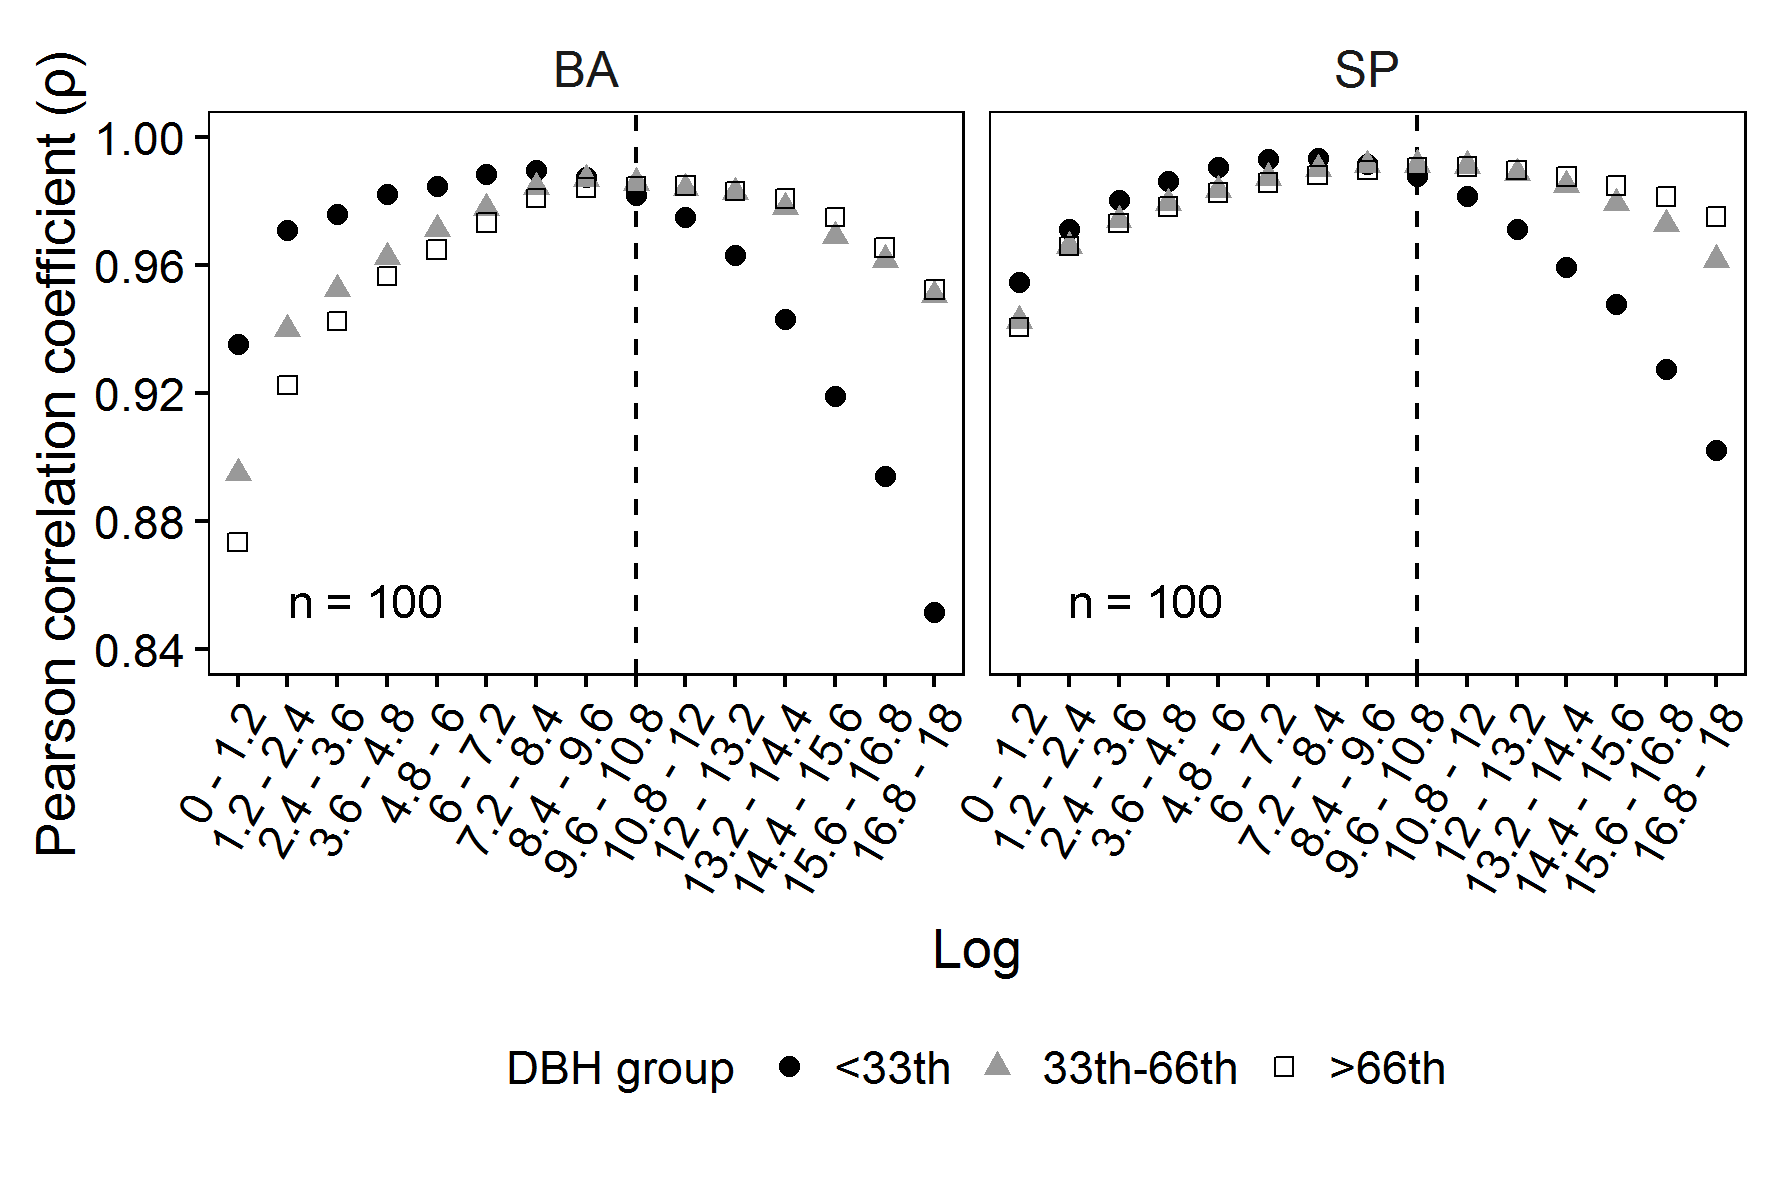 BA
SP
Pearson correlation coefficient (ρ)
1.00
0.96
0.92
0.88
0.84
n = 100
n = 100
0 - 1.2
1.2 - 2.4
2.4 - 3.6
3.6 - 4.8
4.8 - 6
6 - 7.2
7.2 - 8.4
8.4 - 9.6
9.6 - 10.8
10.8 - 12
12 - 13.2
13.2 - 14.4
14.4 - 15.6
15.6 - 16.8
16.8 - 18
0 - 1.2
1.2 - 2.4
2.4 - 3.6
3.6 - 4.8
4.8 - 6
6 - 7.2
7.2 - 8.4
8.4 - 9.6
9.6 - 10.8
10.8 - 12
12 - 13.2
13.2 - 14.4
14.4 - 15.6
15.6 - 16.8
16.8 - 18
Log
DBH group <33th 33th-66th >66th